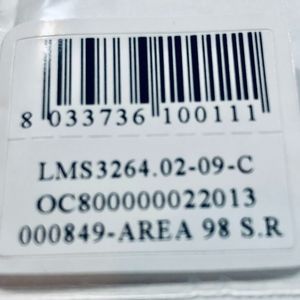 8 033736 100111
LMS3264.02-09-C
OC800000022013
000849-AREA 98 S.R